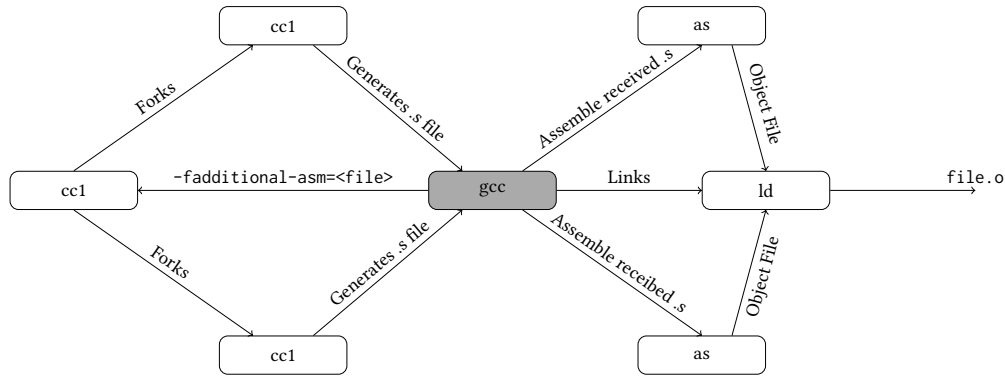 cc1
as
Forks
Generates .s file
Assemble received .s
Object File
cc1
-fadditional-asm=<file>
gcc
Links
ld
file.o
Forks
Generates .s file
Assemble receibed .s
Object File
cc1
as